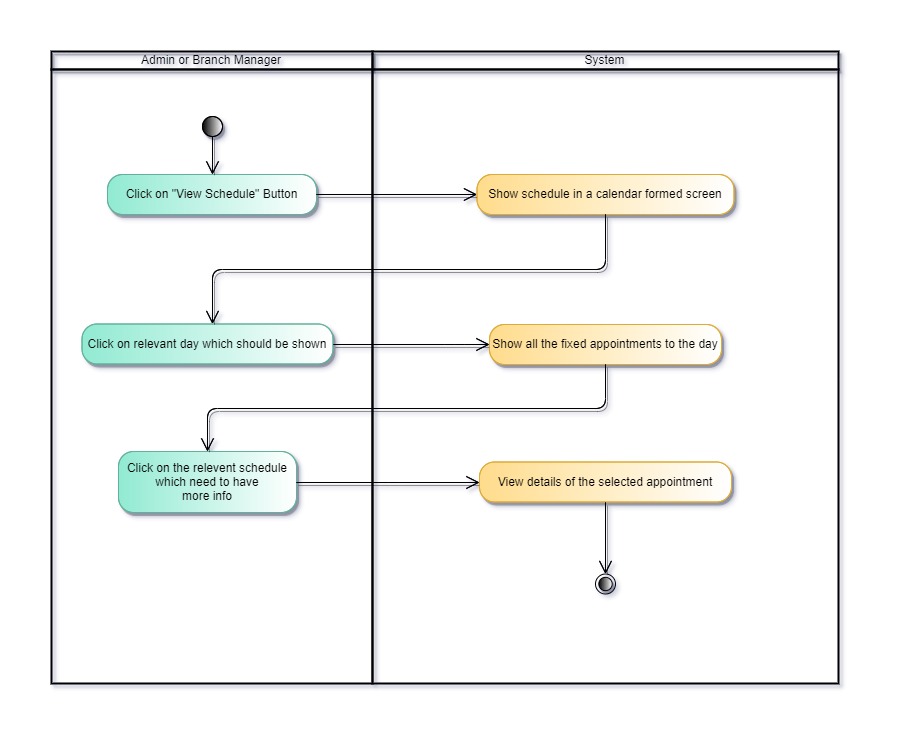 Admin or Branch Manager
System
Click on "View Schedule" Button
Show schedule in a calendar formed screen
Click on relevant day which should be shown
Show all the fixed appointments to the day
Click on the relevent schedule
which need to have
more info
View details of the selected appointment